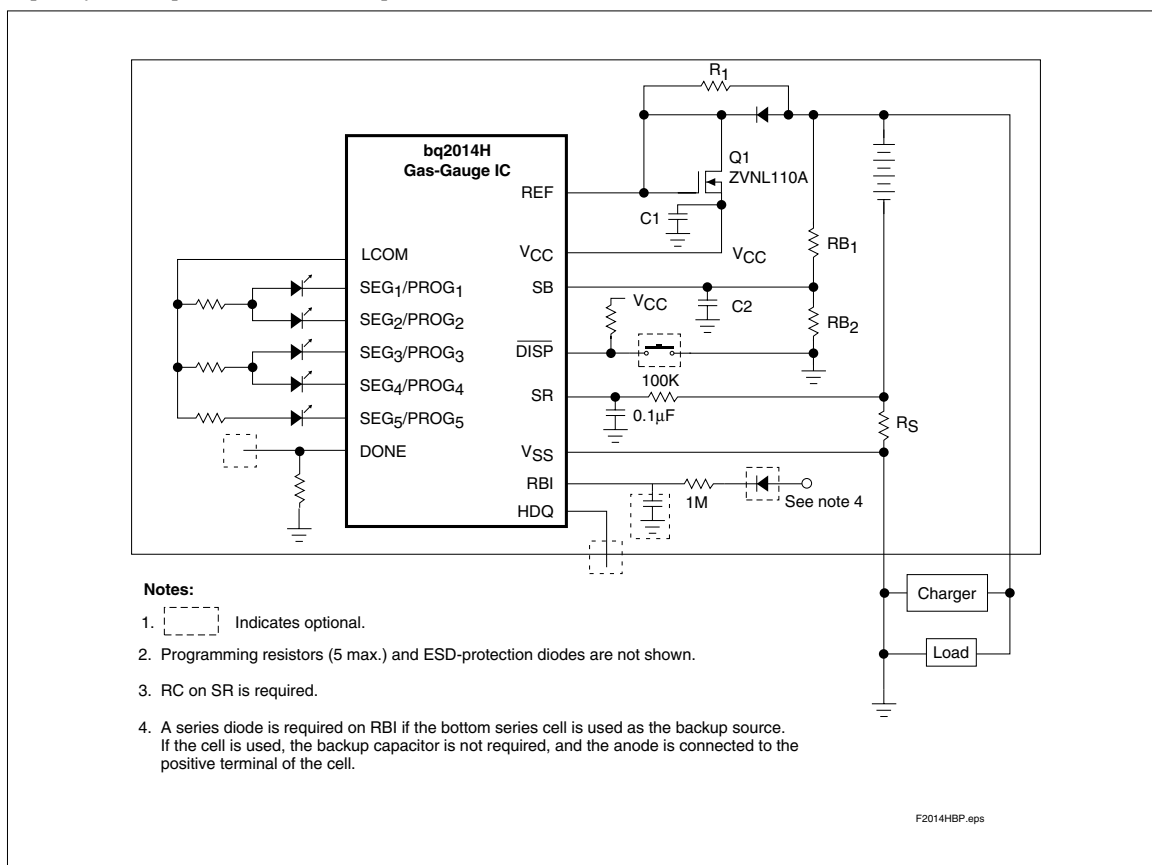 R1
bq2014H
Gas-Gauge IC
Q1
ZVNL110A
REF
C1
LCOM
VCC
VCC
RB1
SEG1/PROG1
SB
VCC
C2
SEG2/PROG2
RB2
SEG3/PROG3
DISP
SEG4/PROG4
100K
SR
SEG5/PROG5
0.1µF
RS
DONE
VSS
RBI
1M
See note 4
HDQ
Notes:
Charger
1. Indicates optional.
2. Programming resistors (5 max.) and ESD-protection diodes are not shown.
Load
3. RC on SR is required.
4. A series diode is required on RBI if the bottom series cell is used as the backup source.
If the cell is used, the backup capacitor is not required, and the anode is connected to the
positive terminal of the cell.
F2014HBP.eps